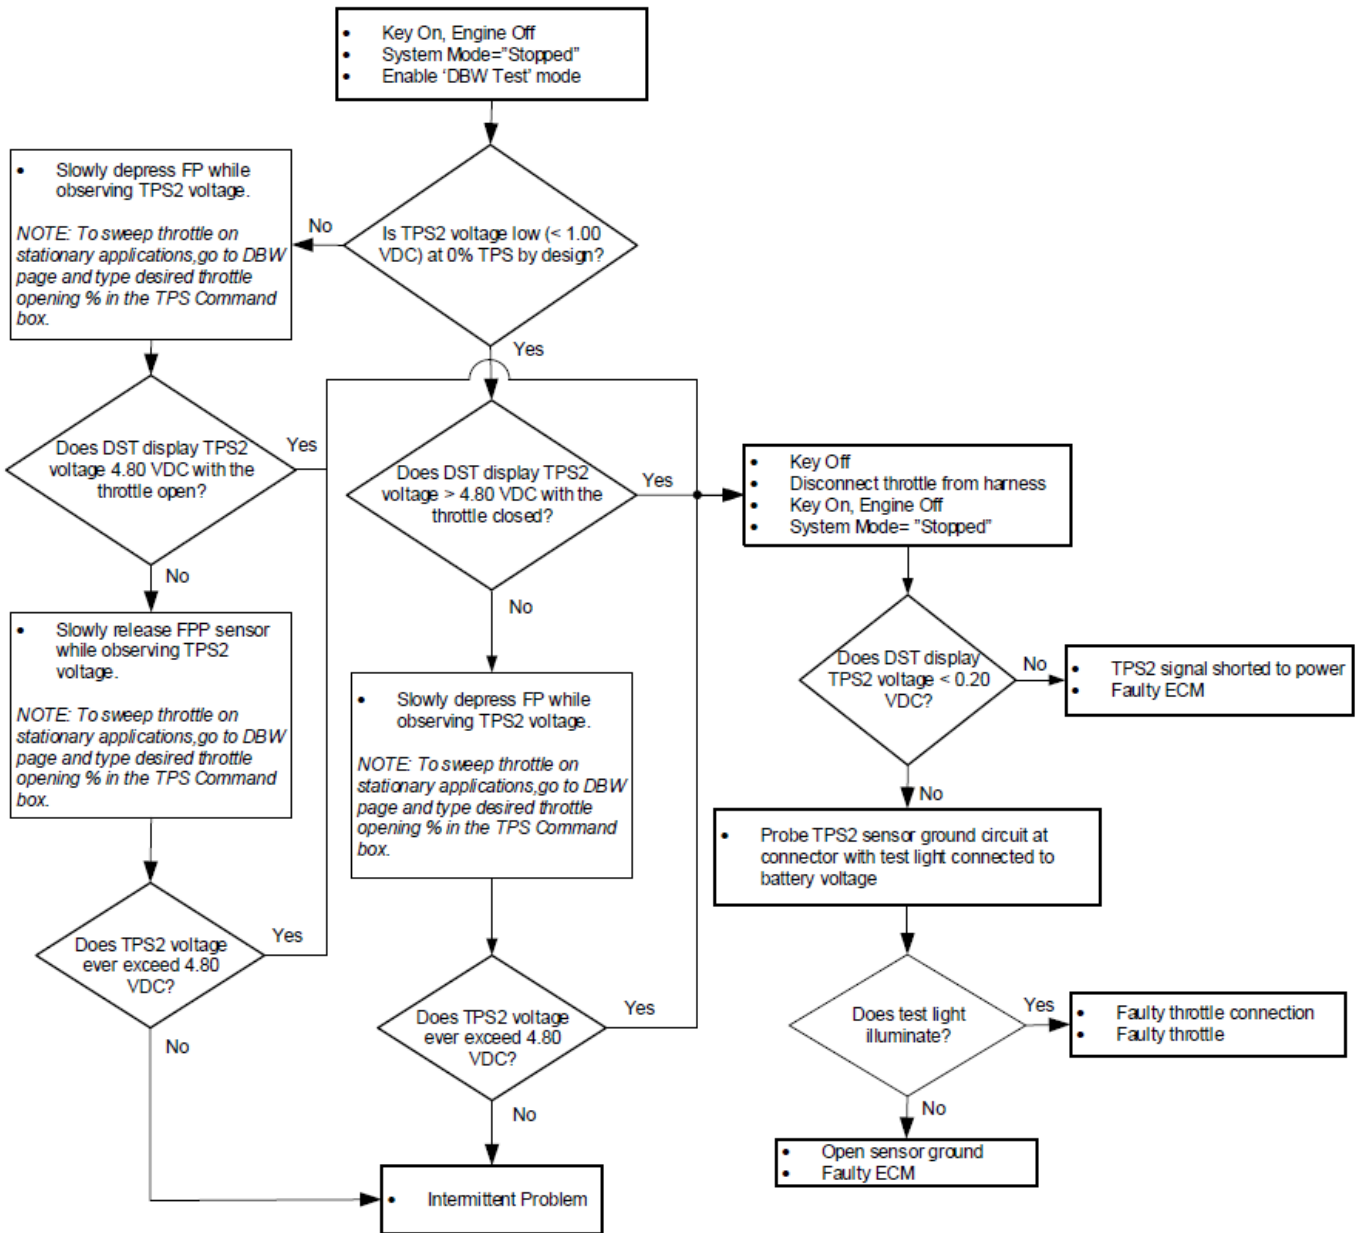 • Key On, Engine Off
• System Mode="Stopped"
• Enable 'DBW Test' mode
• Slowly depress FP while
observing TPS2 voltage.
NOTE: To sweep throttle on
stationary applications,go to DBW
page and type desired throttle
opening % in the TPS Command
box.
No
Is TPS2 voltage low (< 1.00
VDC) at 0% TPS by design?
Yes
Does DST display TPS2
voltage 4.80 VDC with the
throttle open?
Yes
No
Does DST display TPS2
voltage > 4.80 VDC with the
throttle closed?
Yes
No
• Key Off
• Disconnect throttle from harness
• Key On, Engine Off
• System Mode= "Stopped"
• Slowly release FPP sensor
while observing TPS2
voltage.
NOTE: To sweep throttle on
stationary applications,go to DBW
page and type desired throttle
opening % in the TPS Command
box.
• Slowly depress FP while
observing TPS2 voltage.
NOTE: To sweep throttle on
stationary applications,go to DBW
page and type desired throttle
opening % in the TPS Command
box.
Does DST display
TPS2 voltage < 0.20
VDC?
No
• TPS2 signal shorted to power
• Faulty ECM
No
• Probe TPS2 sensor ground circuit at
connector with test light connected to
battery voltage
Does TPS2 voltage
ever exceed 4.80
VDC?
Yes
No
Does TPS2 voltage
ever exceed 4.80
VDC?
Yes
No
Does test light
illuminate?
Yes
• Faulty throttle connection
• Faulty throttle
No
• Open sensor ground
• Faulty ECM
• Intermittent Problem